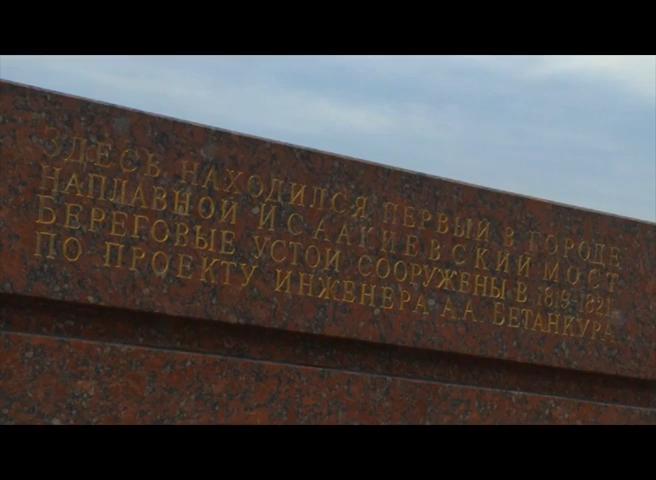 ЗДЕСЬ НАХОДИЛСЯ ПЕРВЫЙ В ГОРОДЕ
НАПЛАВНОЙ ИСААКИЕВСКИЙ МОСТ
БЕРЕГОВЫЕ УСТОИ СООРУЖЕНЫ В 1819-1821
ПО ПРОЕКТУ ИНЖЕНЕРА А.А. БЕТАНКУРА